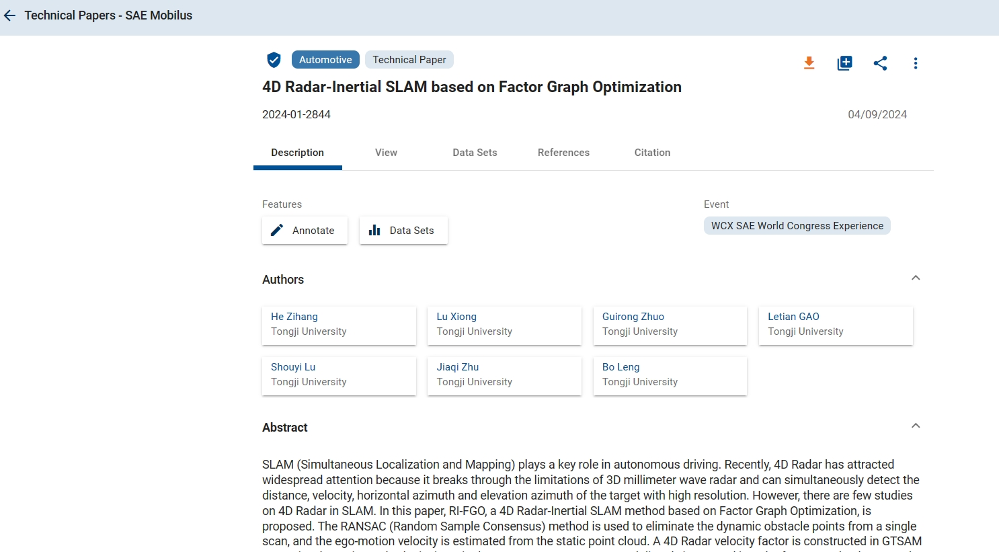 Technical Papers - SAE Mobilus
Automotive
Technical Paper
4D Radar-Inertial SLAM based on Factor Graph Optimization
2024-01-2844
04/09/2024
Description
View
Data Sets
References
Citation
Features
Event
Annotate
Data Sets
WCX SAE World Congress Experience
Authors
He Zihang
Tongji University
Lu Xiong
Tongji University
Guirong Zhuo
Tongji University
Letian GAO
Tongji University
Shouyi Lu
Tongji University
Jiaqi Zhu
Tongji University
Bo Leng
Tongji University
Abstract
SLAM (Simultaneous Localization and Mapping) plays a key role in autonomous driving. Recently, 4D Radar has attracted
widespread attention because it breaks through the limitations of 3D millimeter wave radar and can simultaneously detect the
distance, velocity, horizontal azimuth and elevation azimuth of the target with high resolution. However, there are few studies
on 4D Radar in SLAM. In this paper, RI-FGO, a 4D Radar-Inertial SLAM method based on Factor Graph Optimization, is
proposed. The RANSAC (Random Sample Consensus) method is used to eliminate the dynamic obstacle points from a single
scan, and the ego-motion velocity is estimated from the static point cloud. A 4D Radar velocity factor is constructed in GTSAM